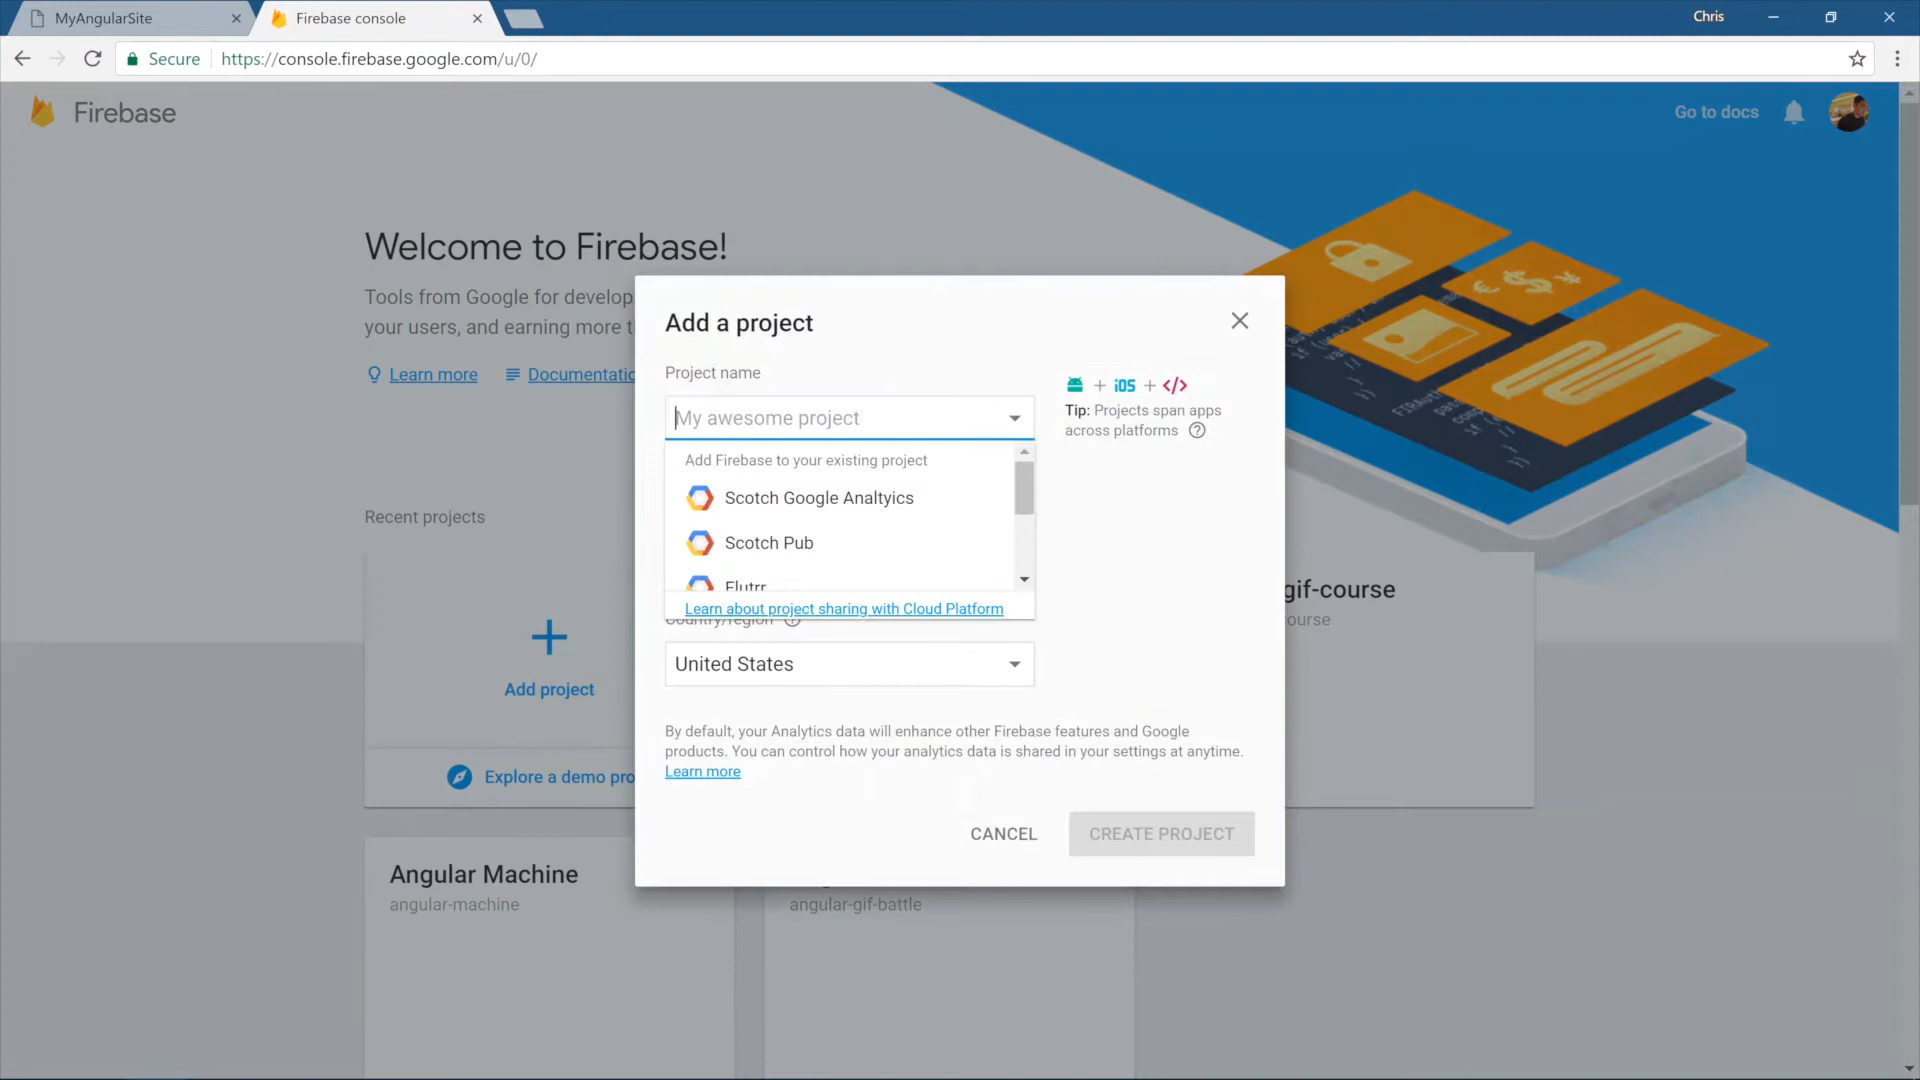 MyAngularSite
Firebase console
Chris
Secure
https://console.firebase.google.com/u/0/
Firebase
Go to docs
Welcome to Firebase!
Tools from Google for develop
your users, and earning more t
Learn more
Documentatio
Recent projects
Add project
Explore a demo pro
Angular Machine
angular-machine
angular-gif-battle
gif-course
ourse
Add a project
Project name
My awesome project
Add Firebase to your existing project
Scotch Google Analtyics
Scotch Pub
Flutrr
Learn about project sharing with Cloud Platform
Country/region
United States
+ iOS + </>
Tip: Projects span apps
across platforms
By default, your Analytics data will enhance other Firebase features and Google
products. You can control how your analytics data is shared in your settings at anytime.
Learn more
CANCEL
CREATE PROJECT